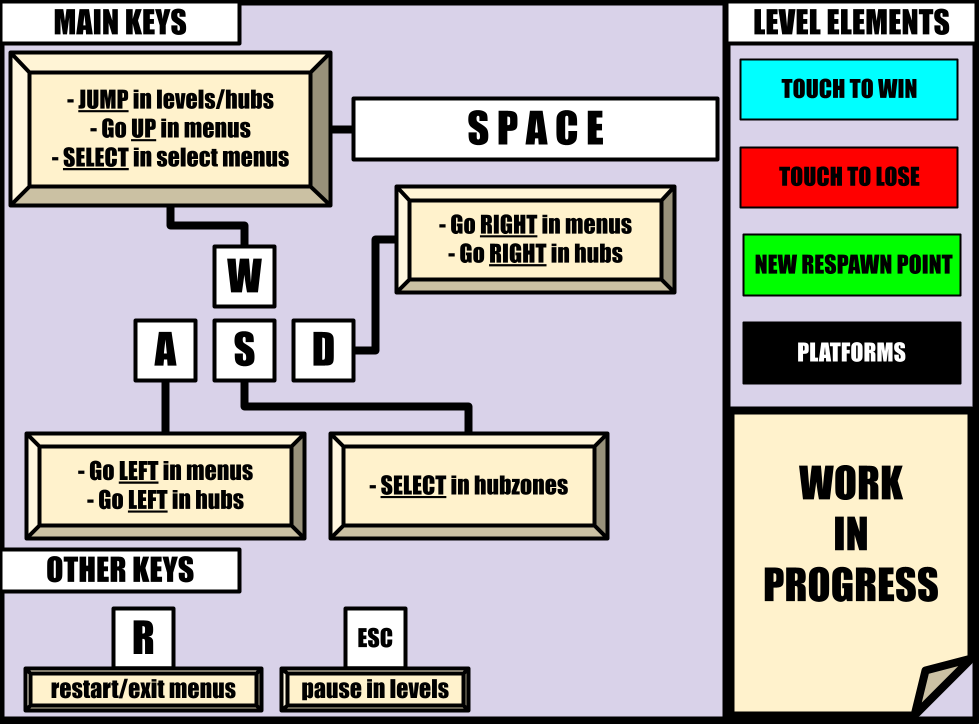 MAIN KEYS
- JUMP in levels/hubs
- Go UP in menus
- SELECT in select menus
SPACE
- Go RIGHT in menus
- Go RIGHT in hubs
W
A S D
- Go LEFT in menus
- Go LEFT in hubs
- SELECT in hubzones
OTHER KEYS
R
restart/exit menus
ESC
pause in levels
LEVEL ELEMENTS
TOUCH TO WIN
TOUCH TO LOSE
NEW RESPAWN POINT
PLATFORMS
WORK
IN
PROGRESS